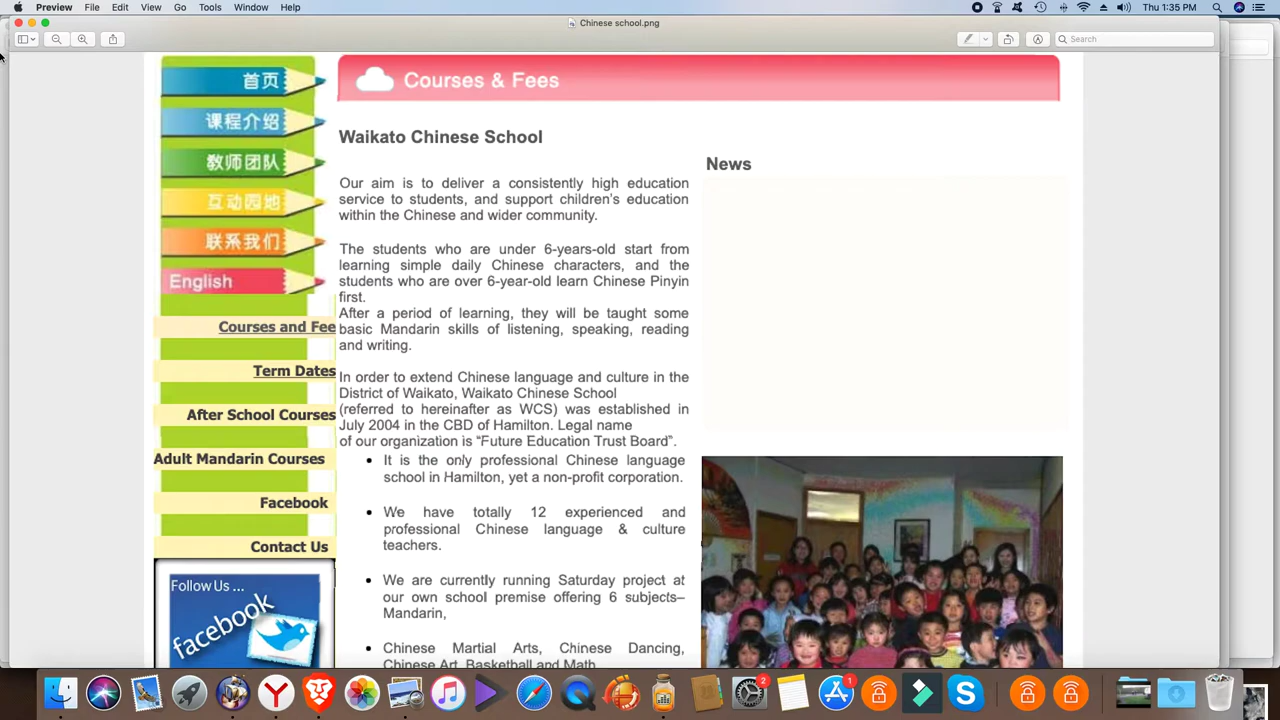 Preview File Edit View Go Tools Window Help Thu 1:35 PM
Chinese school.png
Search
首页
课程介绍
教师团队
互动园地
联系我们
English
Courses and Fee
Term Dates
After School Courses
Adult Mandarin Courses
Facebook
Contact Us
Follow Us ...
facebook
Courses & Fees
Waikato Chinese School
Our aim is to deliver a consistently high education
service to students, and support children's education
within the Chinese and wider community.
The students who are under 6-years-old start from
learning simple daily Chinese characters, and the
students who are over 6-year-old learn Chinese Pinyin
first.
After a period of learning, they will be taught some
basic Mandarin skills of listening, speaking, reading
and writing.
In order to extend Chinese language and culture in the
District of Waikato, Waikato Chinese School
(referred to hereinafter as WCS) was established in
July 2004 in the CBD of Hamilton. Legal name
of our organization is “Future Education Trust Board”.
• It is the only professional Chinese language
school in Hamilton, yet a non-profit corporation.
• We have totally 12 experienced and
professional Chinese language & culture
teachers.
• We are currently running Saturday project at
our own school premise offering 6 subjects–
Mandarin,
• Chinese Martial Arts, Chinese Dancing,
Chinese Art, Basketball and Math
News
2
1